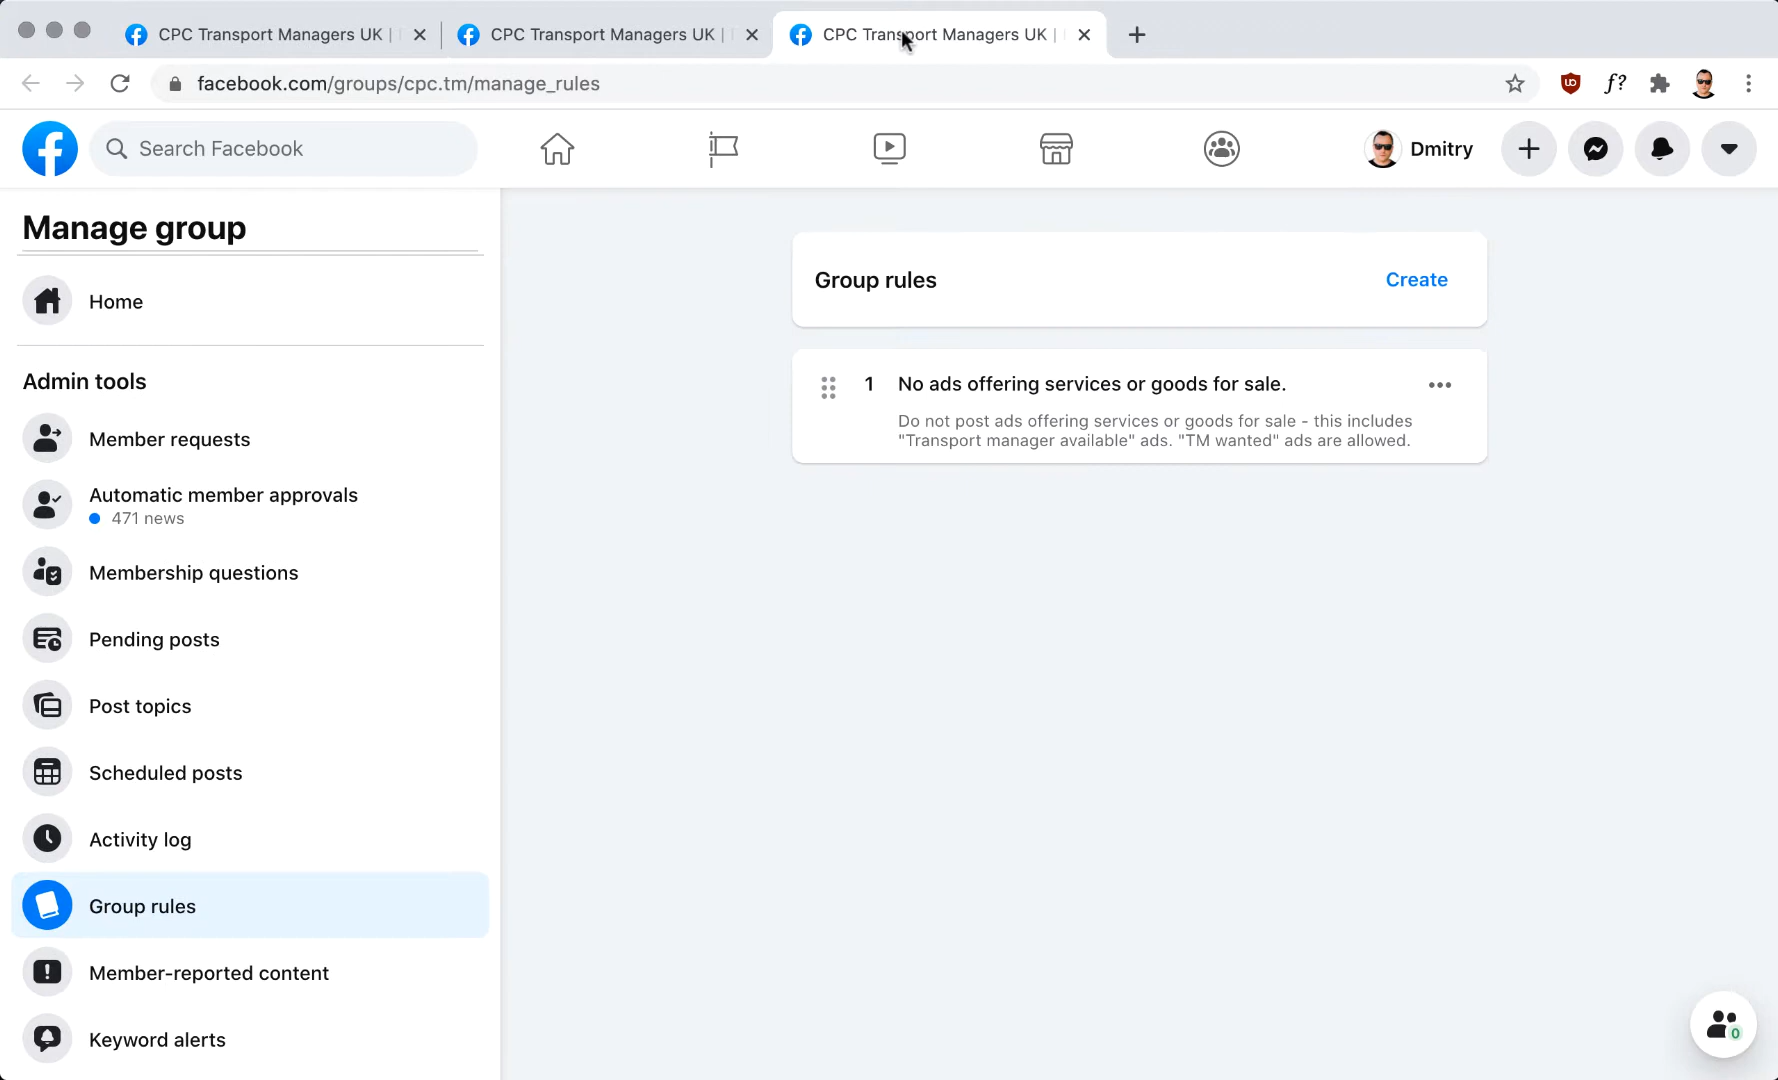 CPC Transport Managers UK |
CPC Transport Managers UK |
CPC Transport Managers UK |
facebook.com/groups/cpc.tm/manage_rules
Search Facebook
Dmitry
Manage group
Home
Admin tools
Member requests
Automatic member approvals
471 news
Membership questions
Pending posts
Post topics
Scheduled posts
Activity log
Group rules
Member-reported content
Keyword alerts
Group rules
Create
1 No ads offering services or goods for sale.
Do not post ads offering services or goods for sale - this includes
"Transport manager available" ads. "TM wanted" ads are allowed.
0